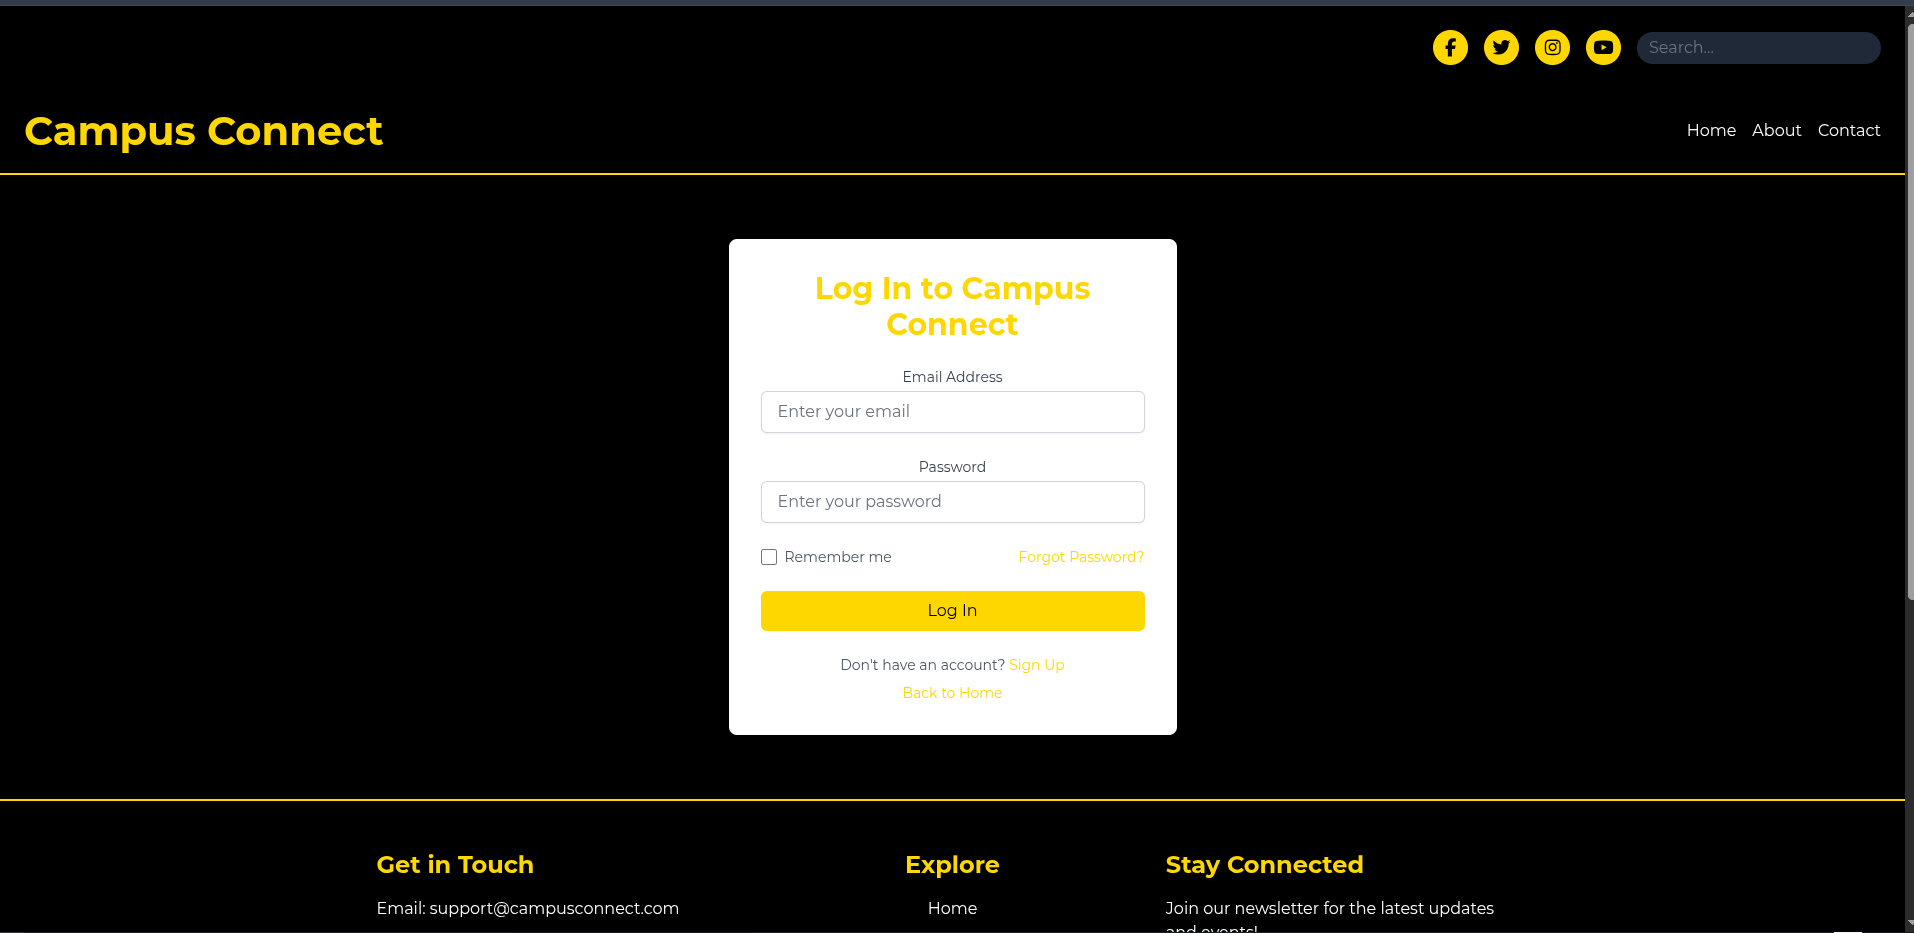 Search...
Campus Connect
Home About Contact
Log In to Campus
Connect
Email Address
Enter your email
Password
Enter your password
Remember me Forgot Password?
Log In
Don't have an account? Sign Up
Back to Home
Get in Touch Explore Stay Connected
Email: support@campusconnect.com Home Join our newsletter for the latest updates
and events!